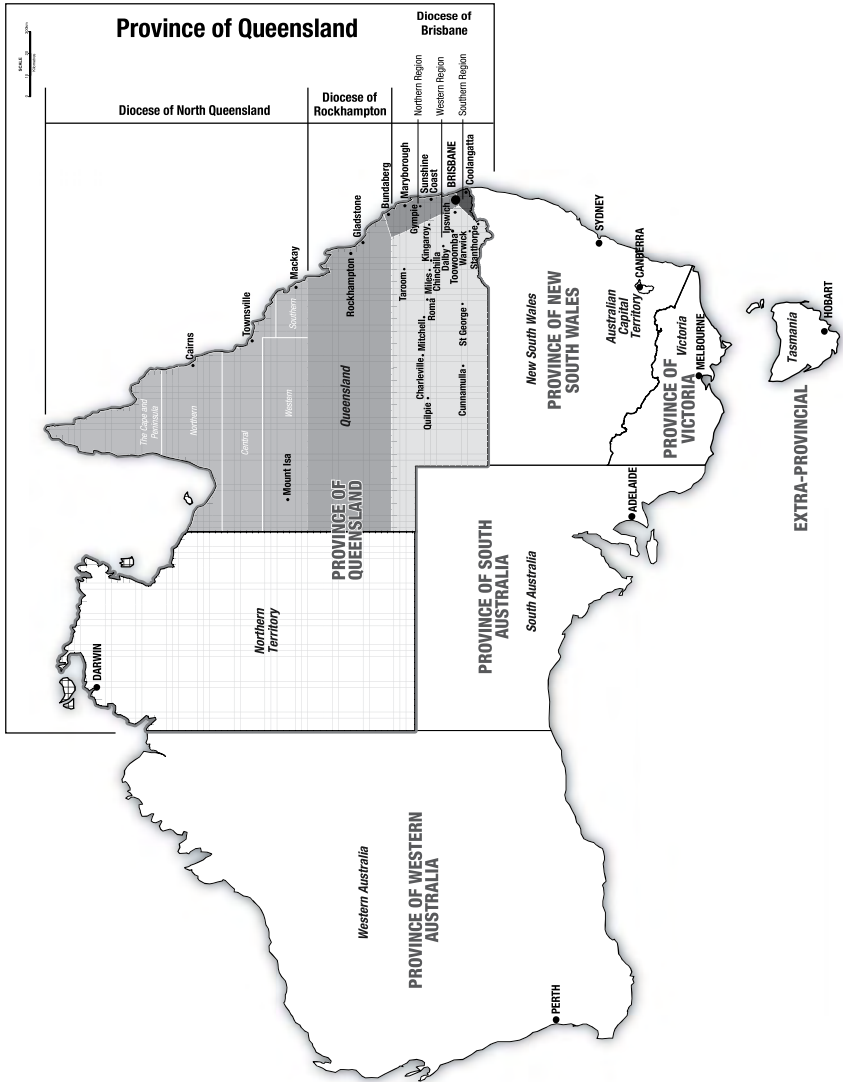 Province of Queensland
Diocese of
Brisbane
SCALE
Kilometres
Diocese of North Queensland
Diocese of
Rockhampton
Northern Region
Western Region
Southern Region
Coolangatta
BRISBANE
Sunshine
Coast
Maryborough
Bundaberg
Gladstone
Mackay
Townsville
Cairns
Gympie
Ipswich
Kingaroy
Dalby
Toowoomba
Warwick
Stanthorpe
Chinchilla
Miles
Roma
Taroom
Rockhampton
Mitchell
St George
Charleville
Quilpie
Cunnamulla
Southern
Western
Central
Northern
The Cape and
Peninsula
Mount Isa
Queensland
PROVINCE OF
QUEENSLAND
Northern
Territory
DARWIN
SYDNEY
CANBERRA
Australian
Capital
Territory
New South Wales
PROVINCE OF NEW
SOUTH WALES
Victoria
MELBOURNE
PROVINCE OF
VICTORIA
HOBART
Tasmania
EXTRA-PROVINCIAL
ADELAIDE
South Australia
PROVINCE OF SOUTH
AUSTRALIA
Western Australia
PROVINCE OF WESTERN
AUSTRALIA
PERTH